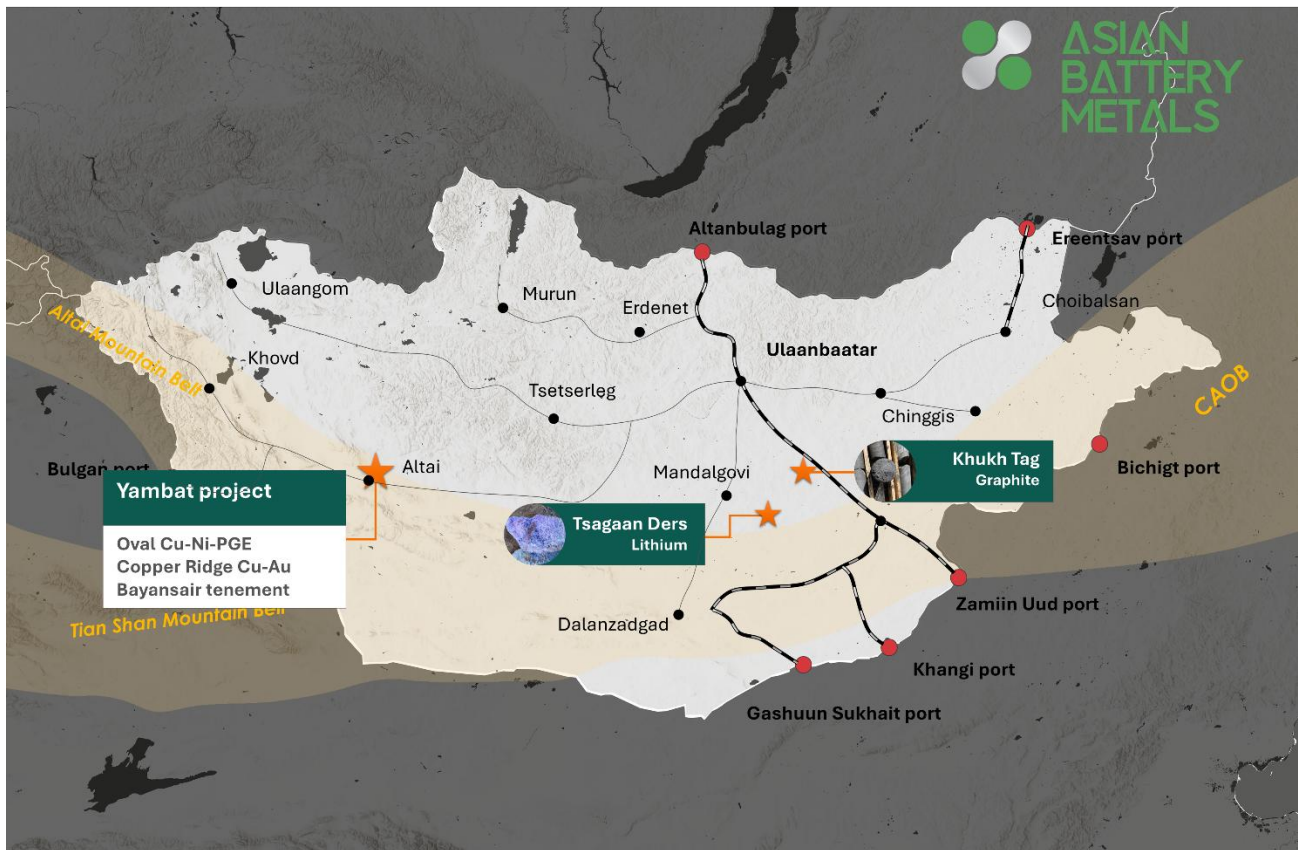 ASIAN
BATTERY
METALS
Altanbulag port
Ereentsav port
Ulaangom
Murun
Erdenet
Choibalsan
Altai Mountain Belt
Khovd
Ulaanbaatar
CAOB
Tsetserleg
Chinggis
Bulgan port
Altai
Mandalgovi
Khukh Tag
Graphite
Bichigt port
Yambat project
Oval Cu-Ni-PGE
Copper Ridge Cu-Au
Bayansair tenement
Tsagaan Ders
Lithium
Tian Shan Mountain Belt
Dalanzadgad
Zamiin Uud port
Khangi port
Gashuun Sukhait port